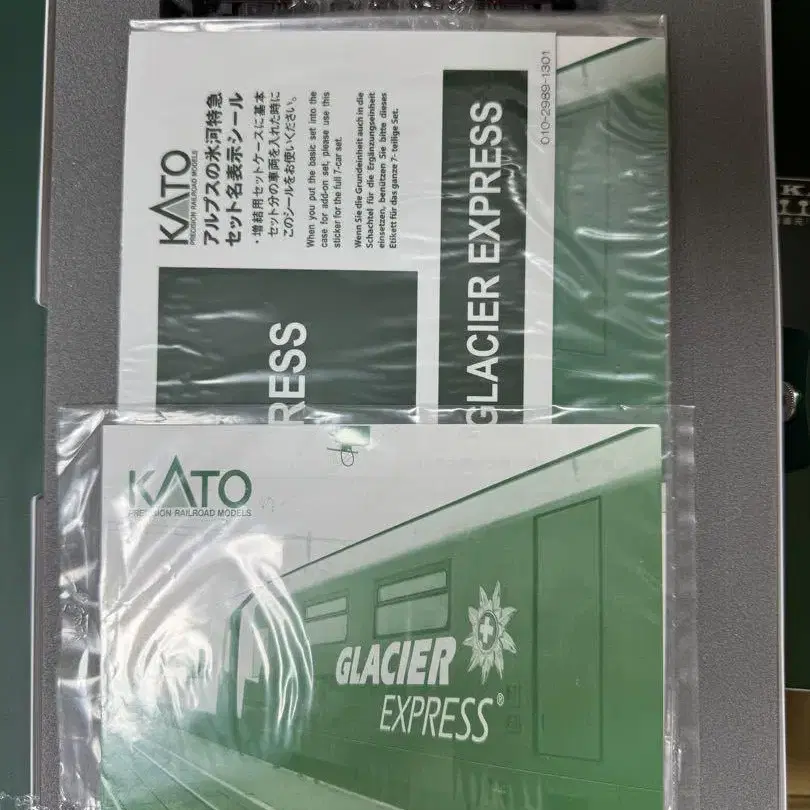 KATO
PRECISION RAILROAD MODELS
アルプスの氷河特急
セット名表示シール
・増結用セットケースに基本
セット分の車両を入れた時に
このシールをお使いください。
When you put the basic set into the
case for add-on set, please use this
sticker for the full 7-car set.
Wenn Sie die Grundeinheit auch in die
Schachtel für die Ergänzungseinheit
einsetzen, benützen Sie bitte dieses
Etikett für das ganze 7- teilige Set.
RESS
GLACIER EXPRESS
010-2989-1301
KATO
PRECISION RAILROAD MODELS
GLACIER
EXPRESS®